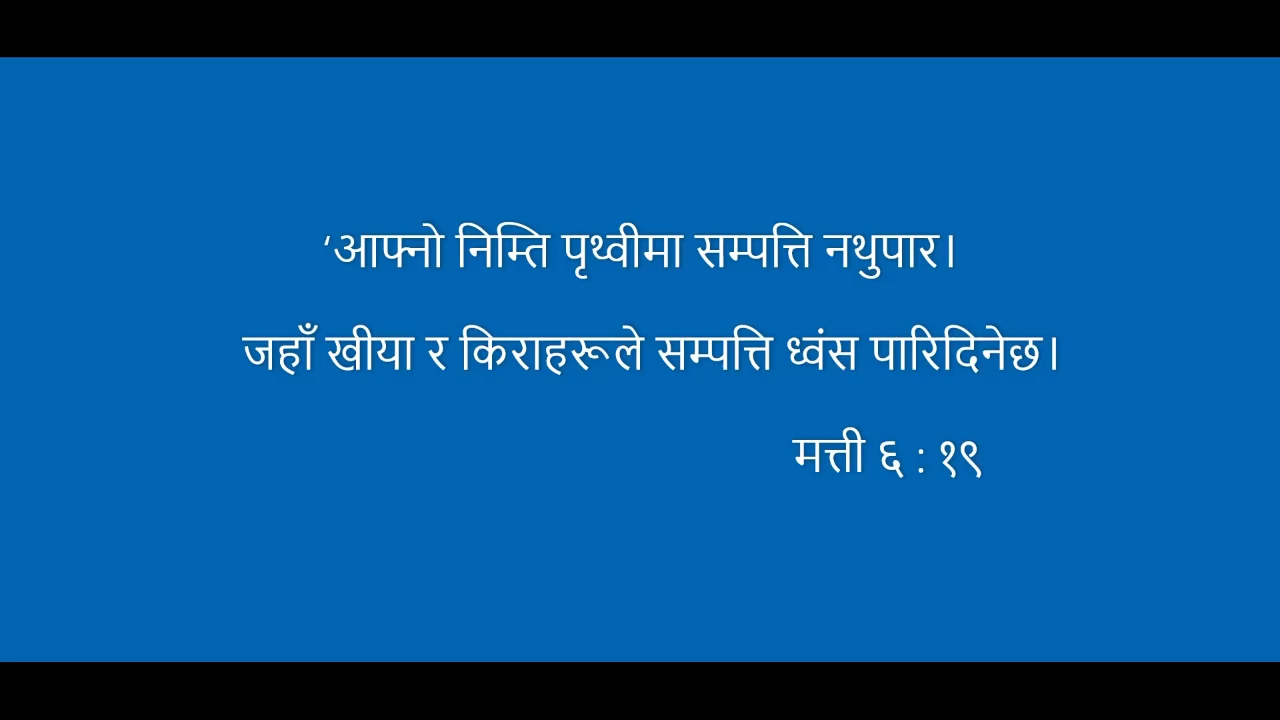 ‘आफ्नो निम्ति पृथ्वीमा सम्पत्ति नथुपार।
जहाँ खीया र किराहरूले सम्पत्ति ध्वंस पारिदिनेछ।
मत्ती ६ : १९